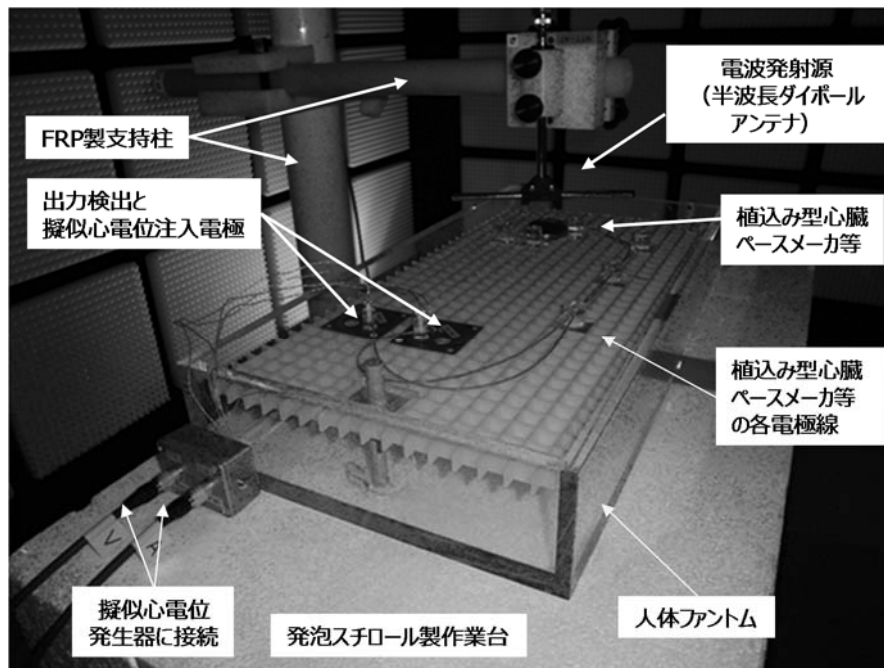 電波発射源
（半波長ダイポール
アンテナ）
FRP製支持柱
出力検出と
擬似心電位注入電極
植込み型心臓
ペースメーカ等
植込み型心臓
ペースメーカ等
の各電極線
V
A
擬似心電位
発生器に接続
発泡スチロール製作業台
人体ファントム